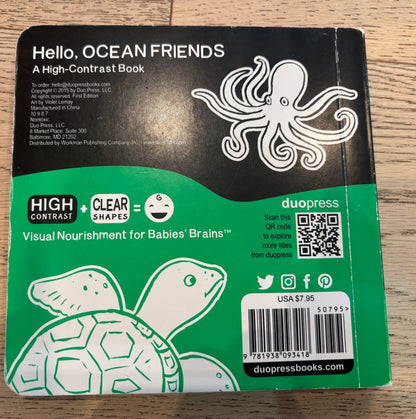 Hello, OCEAN FRIENDS
A High-Contrast Book
To order: hello@duopressbooks.com
Copyright © 2015 by Duo Press, LLC
All rights reserved. First Edition
Art by Violet Lemay
Manufactured in China
10 9 8 7
Nontoxic
Duo Press, LLC
8 Market Place, Suite 300
Baltimore, MD 21202
Distributed by Workman Publishing Company, Inc.
HIGH CONTRAST + CLEAR SHAPES =
Visual Nourishment for Babies' Brains™
duopress
Scan this
QR code
to explore
more titles
from duopress
USA $7.95
50795>
9 781938 093418
duopressbooks.com